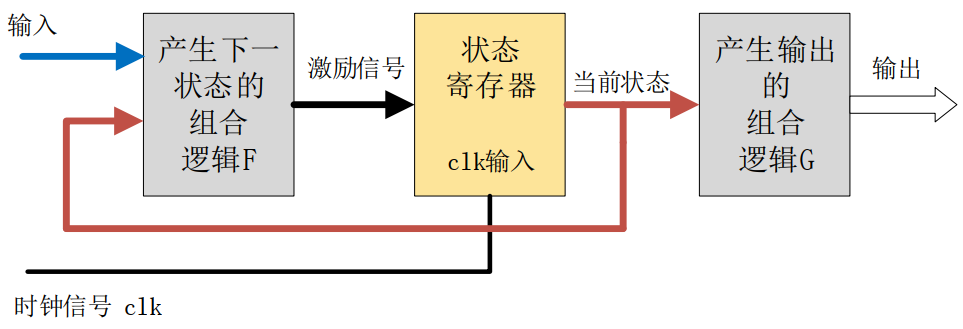 输入
产生下一
状态的
组合
逻辑F
激励信号
状态
寄存器
clk输入
当前状态
产生输出
的
组合
逻辑G
输出
时钟信号 clk